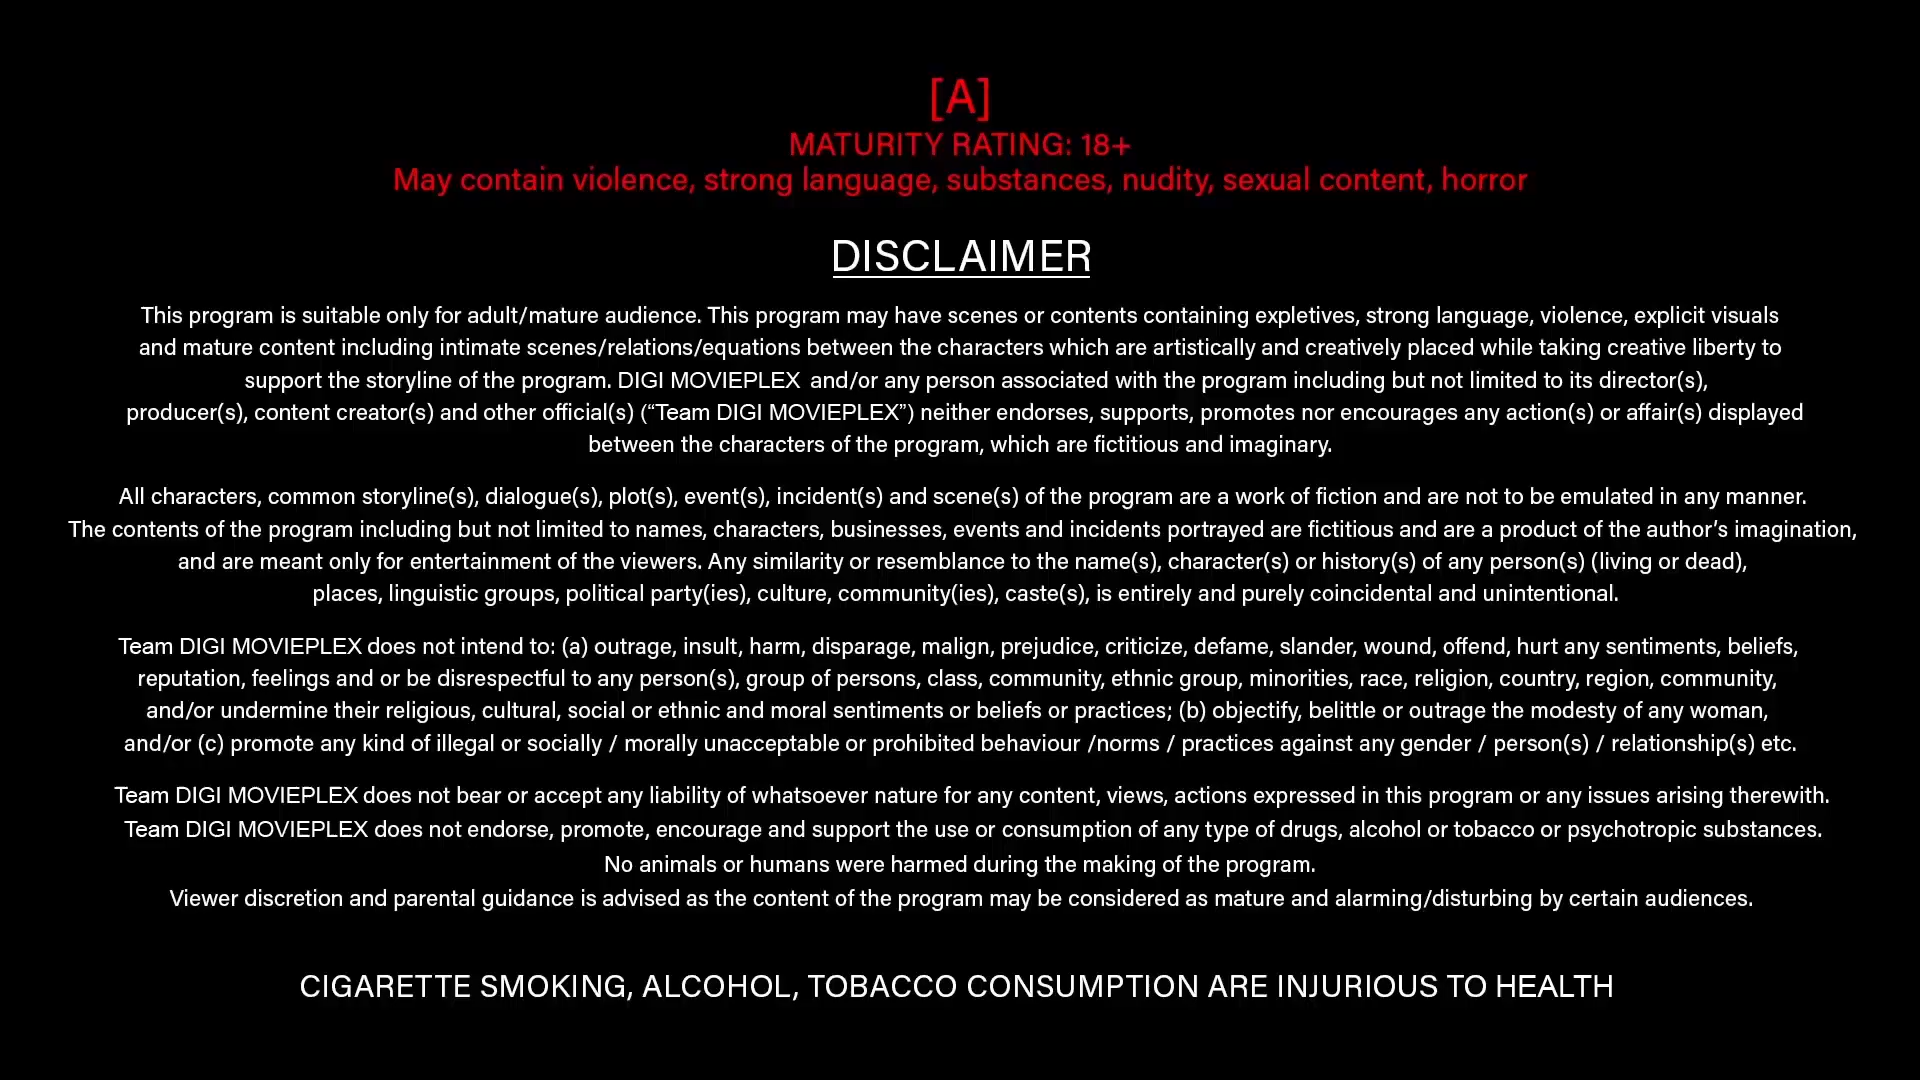 [A]
MATURITY RATING: 18+
May contain violence, strong language, substances, nudity, sexual content, horror
DISCLAIMER
This program is suitable only for adult/mature audience. This program may have scenes or contents containing expletives, strong language, violence, explicit visuals
and mature content including intimate scenes/relations/equations between the characters which are artistically and creatively placed while taking creative liberty to
support the storyline of the program. DIGI MOVIEPLEX and/or any person associated with the program including but not limited to its director(s),
producer(s), content creator(s) and other official(s) (“Team DIGI MOVIEPLEX”) neither endorses, supports, promotes nor encourages any action(s) or affair(s) displayed
between the characters of the program, which are fictitious and imaginary.
All characters, common storyline(s), dialogue(s), plot(s), event(s), incident(s) and scene(s) of the program are a work of fiction and are not to be emulated in any manner.
The contents of the program including but not limited to names, characters, businesses, events and incidents portrayed are fictitious and are a product of the author’s imagination,
and are meant only for entertainment of the viewers. Any similarity or resemblance to the name(s), character(s) or history(s) of any person(s) (living or dead),
places, linguistic groups, political party(ies), culture, community(ies), caste(s), is entirely and purely coincidental and unintentional.
Team DIGI MOVIEPLEX does not intend to: (a) outrage, insult, harm, disparage, malign, prejudice, criticize, defame, slander, wound, offend, hurt any sentiments, beliefs,
reputation, feelings and or be disrespectful to any person(s), group of persons, class, community, ethnic group, minorities, race, religion, country, region, community,
and/or undermine their religious, cultural, social or ethnic and moral sentiments or beliefs or practices; (b) objectify, belittle or outrage the modesty of any woman,
and/or (c) promote any kind of illegal or socially / morally unacceptable or prohibited behaviour /norms / practices against any gender / person(s) / relationship(s) etc.
Team DIGI MOVIEPLEX does not bear or accept any liability of whatsoever nature for any content, views, actions expressed in this program or any issues arising therewith.
Team DIGI MOVIEPLEX does not endorse, promote, encourage and support the use or consumption of any type of drugs, alcohol or tobacco or psychotropic substances.
No animals or humans were harmed during the making of the program.
Viewer discretion and parental guidance is advised as the content of the program may be considered as mature and alarming/disturbing by certain audiences.
CIGARETTE SMOKING, ALCOHOL, TOBACCO CONSUMPTION ARE INJURIOUS TO HEALTH